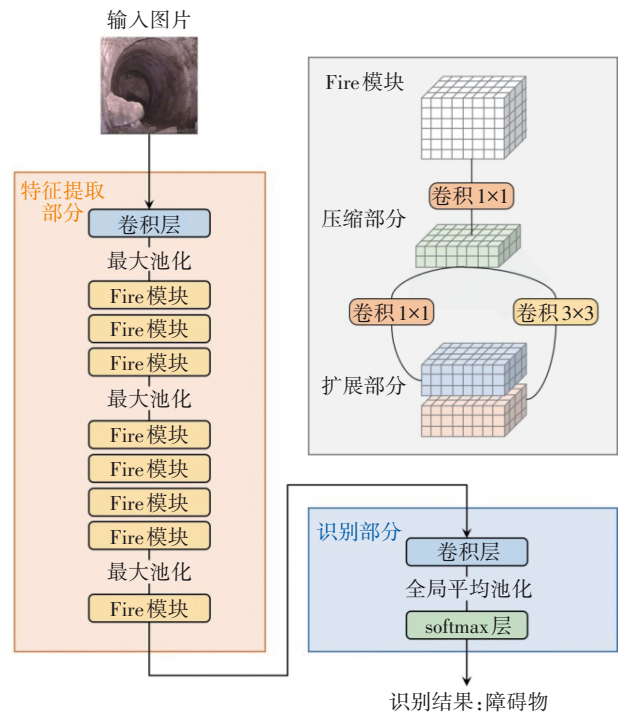 输入图片
特征提取
部分
卷积层
最大池化
Fire模块
Fire模块
Fire模块
最大池化
Fire模块
Fire模块
Fire模块
Fire模块
最大池化
Fire模块
Fire模块
卷积1×1
压缩部分
卷积1×1
卷积3×3
扩展部分
识别部分
卷积层
全局平均池化
softmax层
识别结果:障碍物